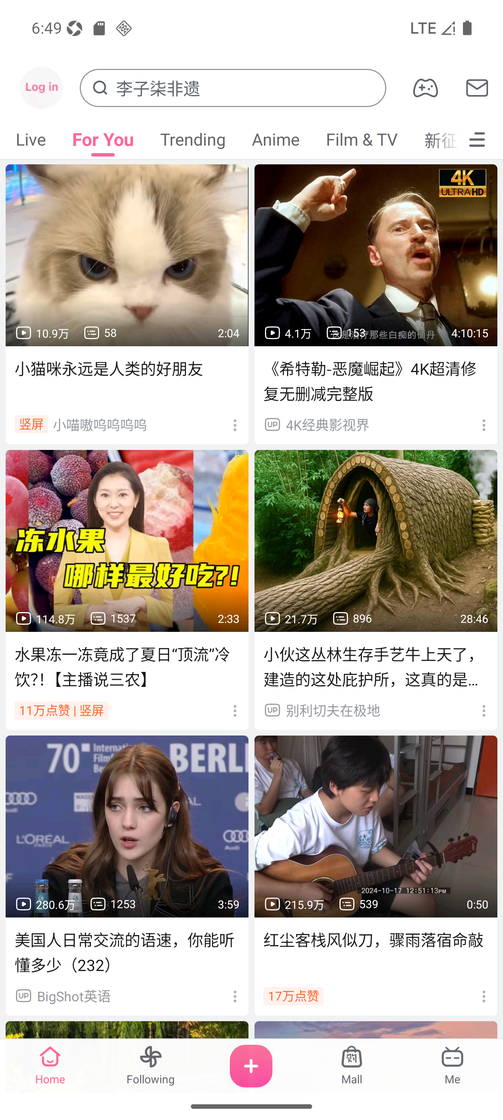 6:49
LTE
Log in
李子柒非遗
Live
For You
Trending
Anime
Film & TV
新征
10.9万
58
2:04
小猫咪永远是人类的好朋友
竖屏 小喵嗷呜呜呜呜
4K
ULTRA HD
4.1万
153
4:10:15
《希特勒-恶魔崛起》4K超清修
复无删减完整版
4K经典影视界
冻水果
哪样最好吃?!
114.8万
1537
2:33
水果冻一冻竟成了夏日“顶流”冷
饮?!【主播说三农】
11万点赞 | 竖屏
21.7万
896
28:46
小伙这丛林生存手艺牛上天了，
建造的这处庇护所，这真的是...
UP 别利切夫在极地
70
International
Film
BERL
L'ORÉAL
Audi
280.6万
1253
3:59
美国人日常交流的语速，你能听
懂多少（232）
UP BigShot英语
2024-10-17 12:51:13PM
215.9万
539
0:50
红尘客栈风似刀，骤雨落宿命敲
17万点赞
Home
Following
Mall
Me